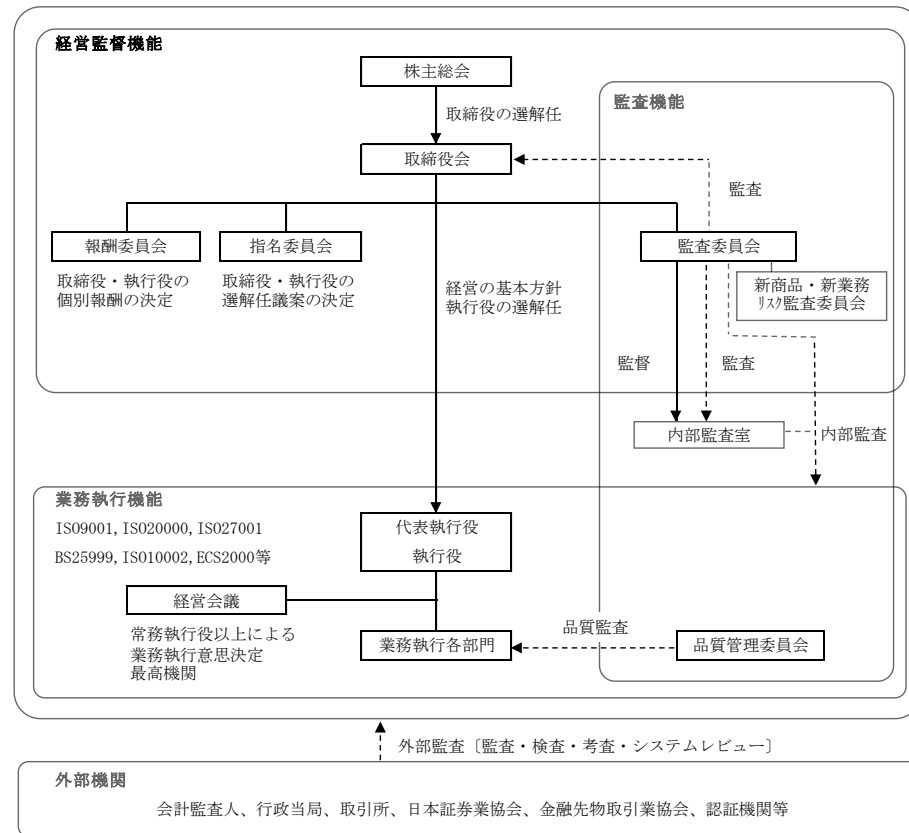 経営監督機能
株主総会
監査機能
取締役の選解任
取締役会
監査
報酬委員会
指名委員会
監査委員会
取締役・執行役の
個別報酬の決定
取締役・執行役の
選解任議案の決定
経営の基本方針
執行役の選解任
新商品・新業務
ﾘｽｸ監査委員会
監督
監査
内部監査室
内部監査
業務執行機能
ISO9001,ISO20000,ISO27001
BS25999,ISO10002,ECS2000等
代表執行役
執行役
経営会議
常務執行役以上による
業務執行意思決定
最高機関
業務執行各部門
品質監査
品質管理委員会
外部監査〔監査・検査・考査・システムレビュー〕
外部機関
会計監査人、行政当局、取引所、日本証券業協会、金融先物取引業協会、認証機関等